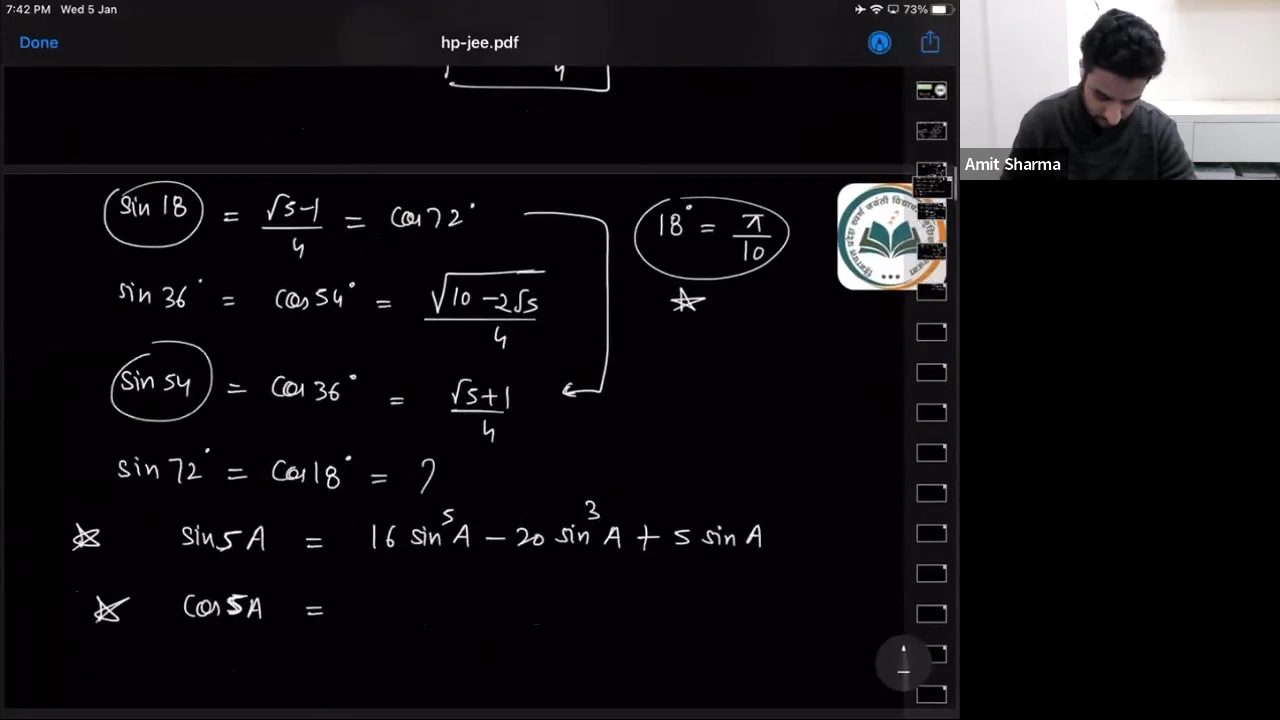 7:42 PM Wed 5 Jan
73%
Done
hp-jee.pdf
4
Amit Sharma
sin 18 = √5-1/4 = cos 72°
18° = π/10
sin 36° = cos 54° = √10-2√5/4
sin 54 = cos 36° = √5+1/4
sin 72° = cos 18° = ?
sin 5A = 16 sin⁵A - 20 sin³A + 5 sin A
cos 5A =